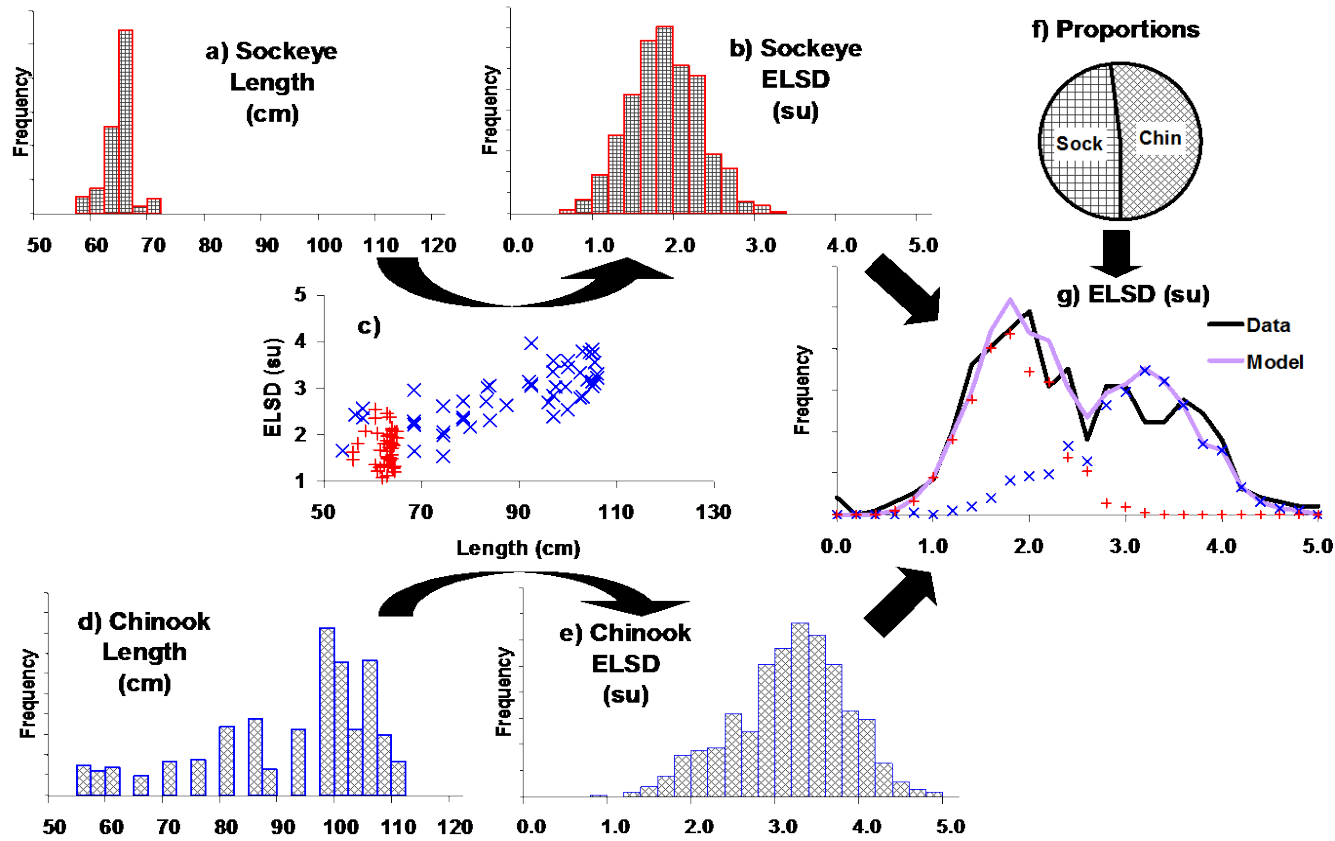 a) Sockeye
Length
(cm)
Frequency
50 60 70 80 90 100 110 120
b) Sockeye
ELSD
(su)
Frequency
0.0 1.0 2.0 3.0 4.0 5.0
f) Proportions
Sock
Chin
c)
ELSD (su)
5
4
3
2
1
50 70 90 110 130
Length (cm)
g) ELSD (su)
Data
Model
Frequency
0.0 1.0 2.0 3.0 4.0 5.0
d) Chinook
Length
(cm)
Frequency
50 60 70 80 90 100 110 120
e) Chinook
ELSD
(su)
Frequency
0.0 1.0 2.0 3.0 4.0 5.0